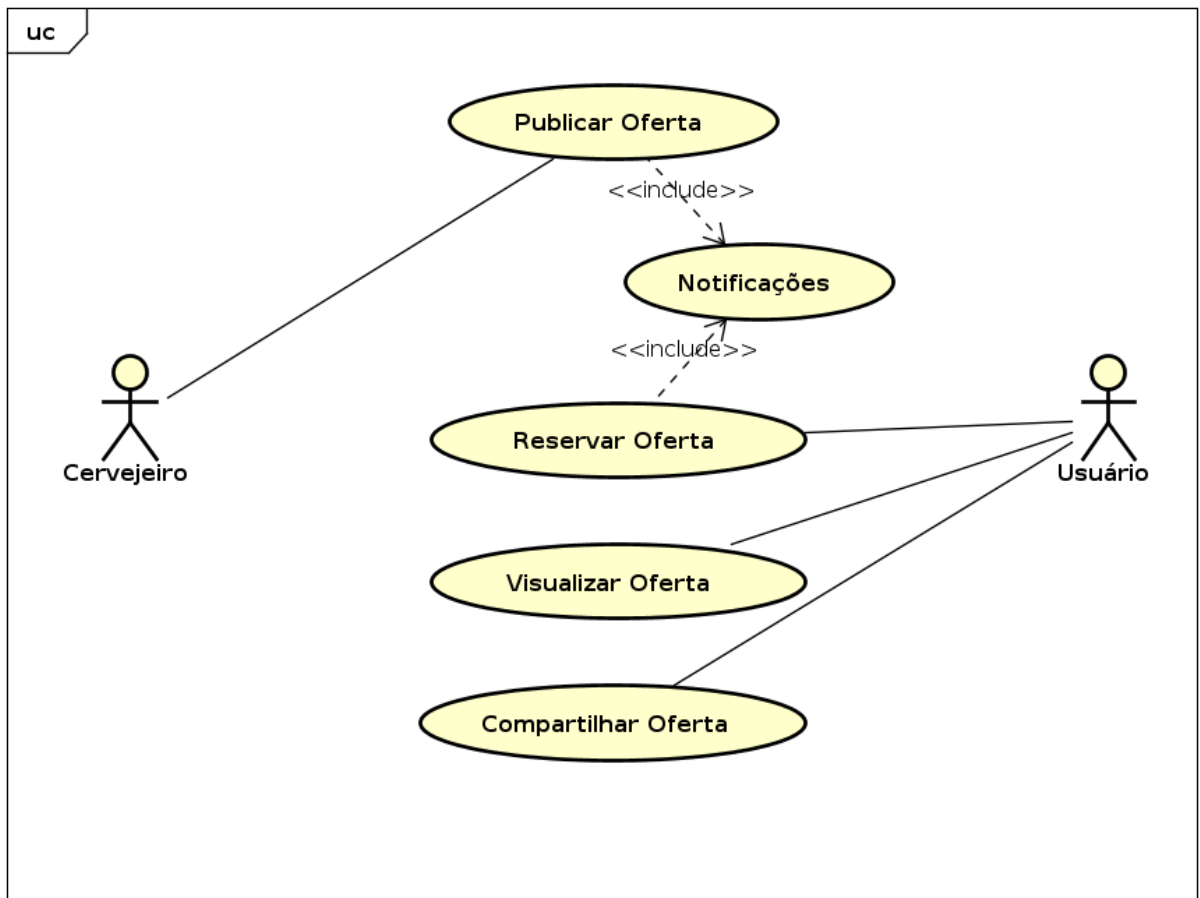 uc
Publicar Oferta
<<include>>
Notificações
<<include>>
Reservar Oferta
Cervejeiro
Usuário
Visualizar Oferta
Compartilhar Oferta